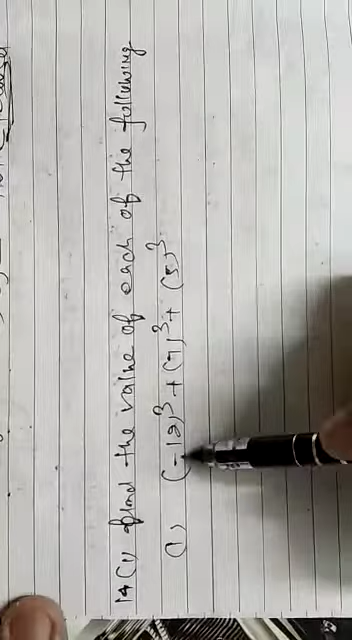 14(i) find the value of each of the following
(i) (-12)³ + (7)³ + (5)³